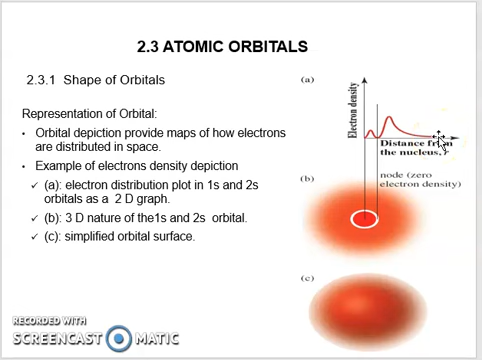 2.3 ATOMIC ORBITALS
2.3.1 Shape of Orbitals
Representation of Orbital:
• Orbital depiction provide maps of how electrons
are distributed in space.
• Example of electrons density depiction
✓ (a): electron distribution plot in 1s and 2s
orbitals as a 2 D graph.
✓ (b): 3 D nature of the1s and 2s orbital.
✓ (c): simplified orbital surface.
(a)
Electron density
Distance from
the nucleus,
node (zero
electron density)
(b)
(c)
RECORDED WITH
SCREENCAST MATIC